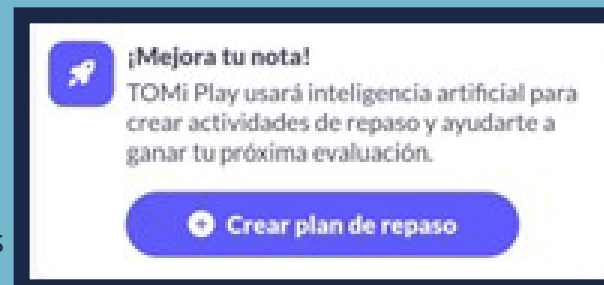 ¡Mejora tu nota!
TOMi Play usará inteligencia artificial para
crear actividades de repaso y ayudarte a
ganar tu próxima evaluación.
Crear plan de repaso
s